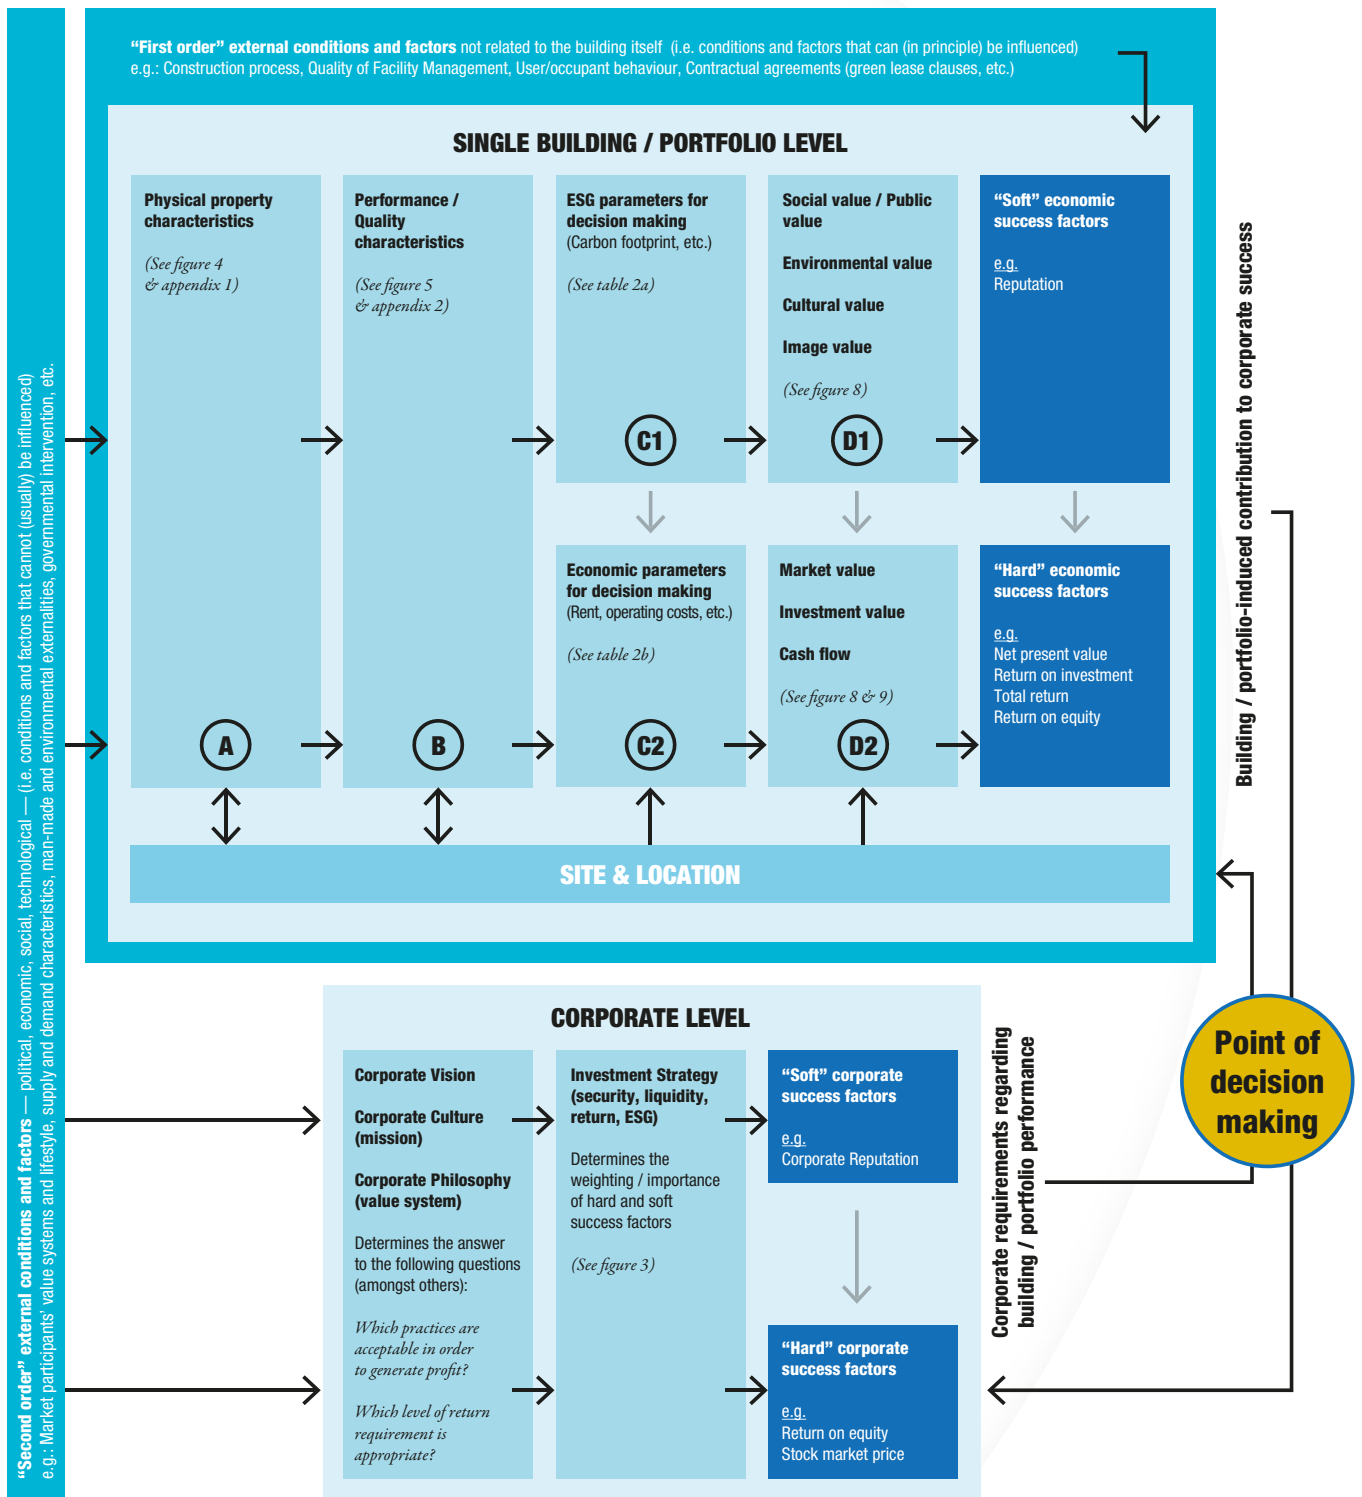 “First order” external conditions and factors not related to the building itself (i.e. conditions and factors that can (in principle) be influenced)
e.g.: Construction process, Quality of Facility Management, User/occupant behaviour, Contractual agreements (green lease clauses, etc.)
SINGLE BUILDING / PORTFOLIO LEVEL
Physical property
characteristics
(See figure 4
& appendix 1)
A
Performance /
Quality
characteristics
(See figure 5
& appendix 2)
B
ESG parameters for
decision making
(Carbon footprint, etc.)
(See table 2a)
C1
Social value / Public
value
Environmental value
Cultural value
Image value
(See figure 8)
D1
“Soft” economic
success factors
e.g.
Reputation
Economic parameters
for decision making
(Rent, operating costs, etc.)
(See table 2b)
C2
Market value
Investment value
Cash flow
(See figure 8 & 9)
D2
“Hard” economic
success factors
e.g.
Net present value
Return on investment
Total return
Return on equity
SITE & LOCATION
“Second order” external conditions and factors — political, economic, social, technological — (i.e. conditions and factors that cannot (usually) be influenced)
e.g.: Market participants’ value systems and lifestyle, supply and demand characteristics, man-made and environmental externalities, governmental intervention, etc.
Building / portfolio-induced contribution to corporate success
CORPORATE LEVEL
Corporate Vision
Corporate Culture
(mission)
Corporate Philosophy
(value system)
Determines the answer
to the following questions
(amongst others):
Which practices are
acceptable in order
to generate profit?
Which level of return
requirement is
appropriate?
Investment Strategy
(security, liquidity,
return, ESG)
Determines the
weighting / importance
of hard and soft
success factors
(See figure 3)
“Soft” corporate
success factors
e.g.
Corporate Reputation
“Hard” corporate
success factors
e.g.
Return on equity
Stock market price
Corporate requirements regarding
building / portfolio performance
Point of
decision
making